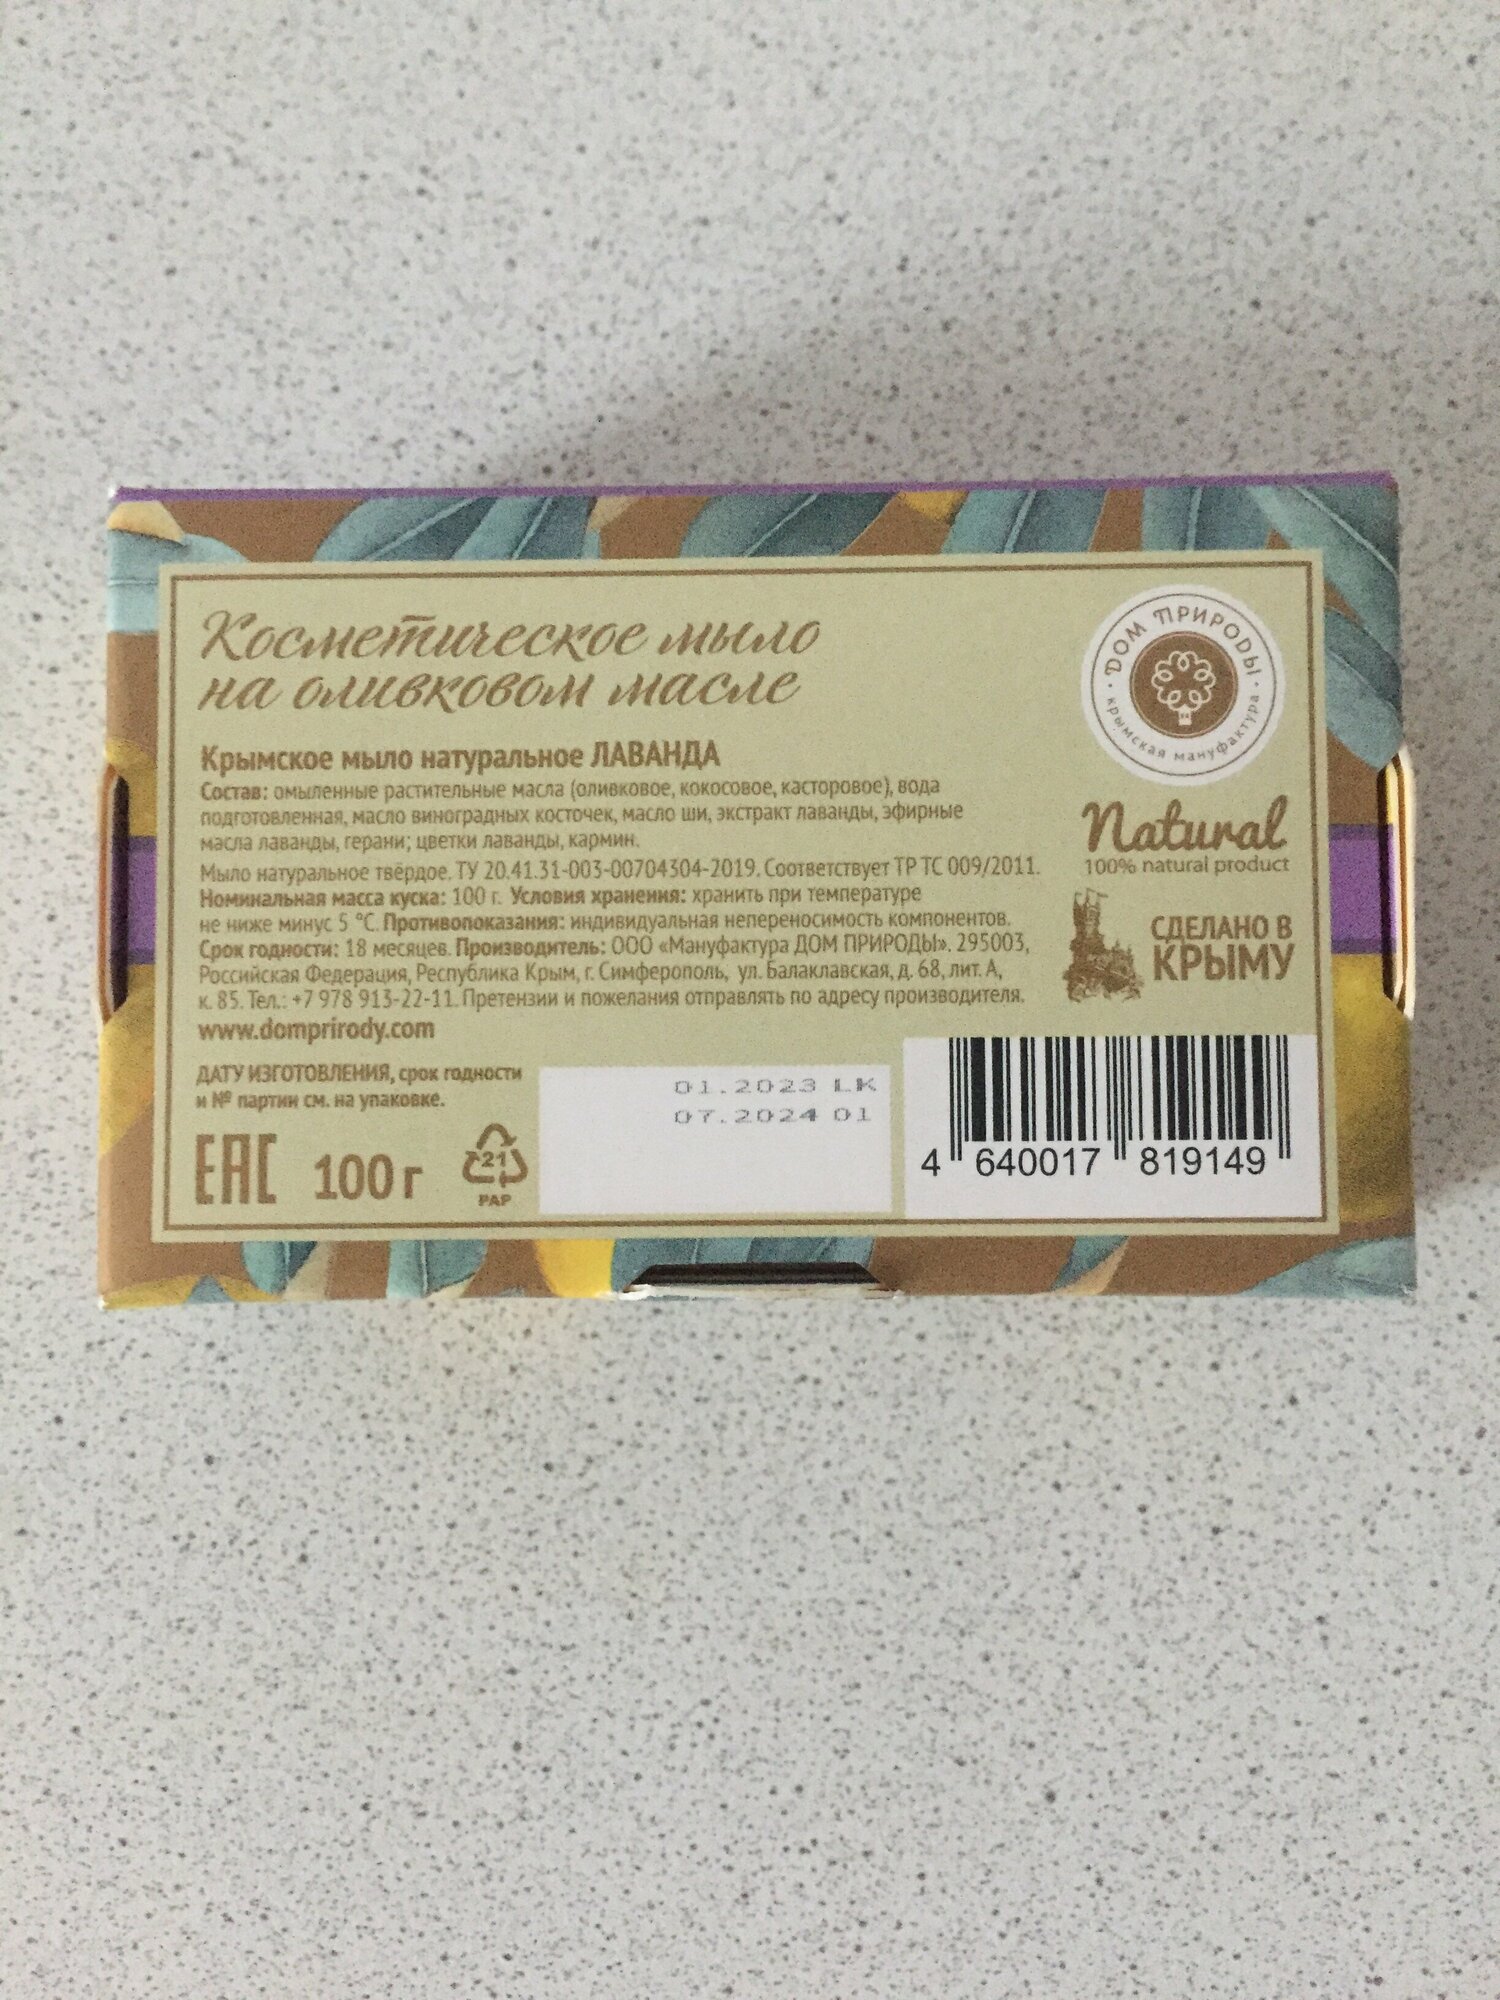 Косметическое мыло
на оливковом масле
Крымское мыло натуральное ЛАВАНДА
Состав: омыленные растительные масла (оливковое, кокосовое, касторовое), вода
подготовленная, масло виноградных косточек, масло ши, экстракт лаванды, эфирные
масла лаванды, герани; цветки лаванды, кармин.
Мыло натуральное твёрдое. ТУ 20.41.31-003-00704304-2019. Соответствует ТР ТС 009/2011.
Номинальная масса куска: 100 г. Условия хранения: хранить при температуре
не ниже минус 5 °C. Противопоказания: индивидуальная непереносимость компонентов.
Срок годности: 18 месяцев. Производитель: ООО «Мануфактура ДОМ ПРИРОДЫ». 295003,
Российская Федерация, Республика Крым, г. Симферополь, ул. Балаклавская, д. 68, лит. А,
к. 85. Тел.: +7 978 913-22-11. Претензии и пожелания отправлять по адресу производителя.
www.domprirody.com
ДАТУ ИЗГОТОВЛЕНИЯ, срок годности
и № партии см. на упаковке.
EAC 100 г
21
PAP
01.2023 LK
07.2024 01
ДОМ ПРИРОДЫ
крымская мануфактура
Natural
100% natural product
СДЕЛАНО В
КРЫМУ
4 640017 819149